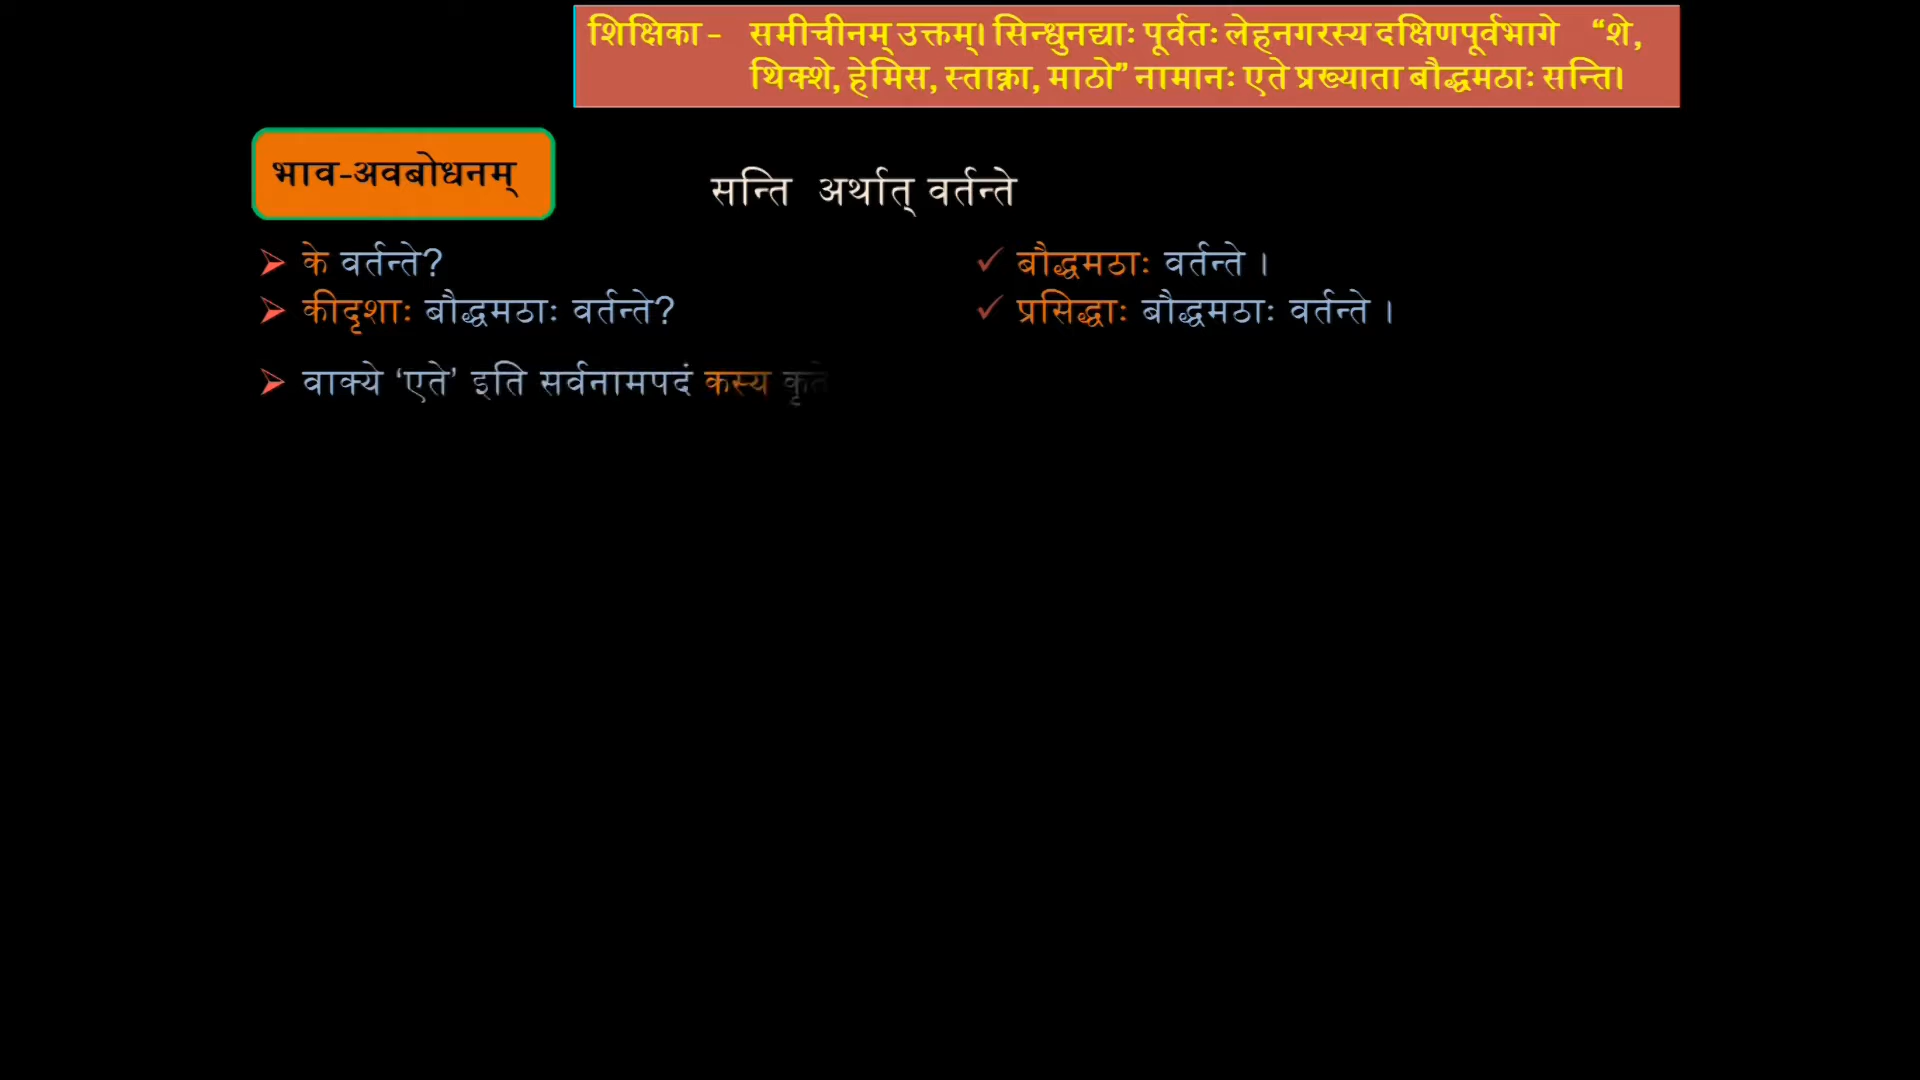 शिक्षिका - समीचीनम् उक्तम्। सिन्धुनद्याः पूर्वतः लेहनगरस्य दक्षिणपूर्वभागे “शे,
थिक्शे, हेमिस, स्ताक्ना, माठो” नामानः एते प्रख्याता बौद्धमठाः सन्ति।
भाव-अवबोधनम्
सन्ति अर्थात् वर्तन्ते
के वर्तन्ते?
बौद्धमठाः वर्तन्ते ।
कीदृशाः बौद्धमठाः वर्तन्ते?
प्रसिद्धाः बौद्धमठाः वर्तन्ते ।
वाक्ये ‘एते’ इति सर्वनामपदं कस्य कृते